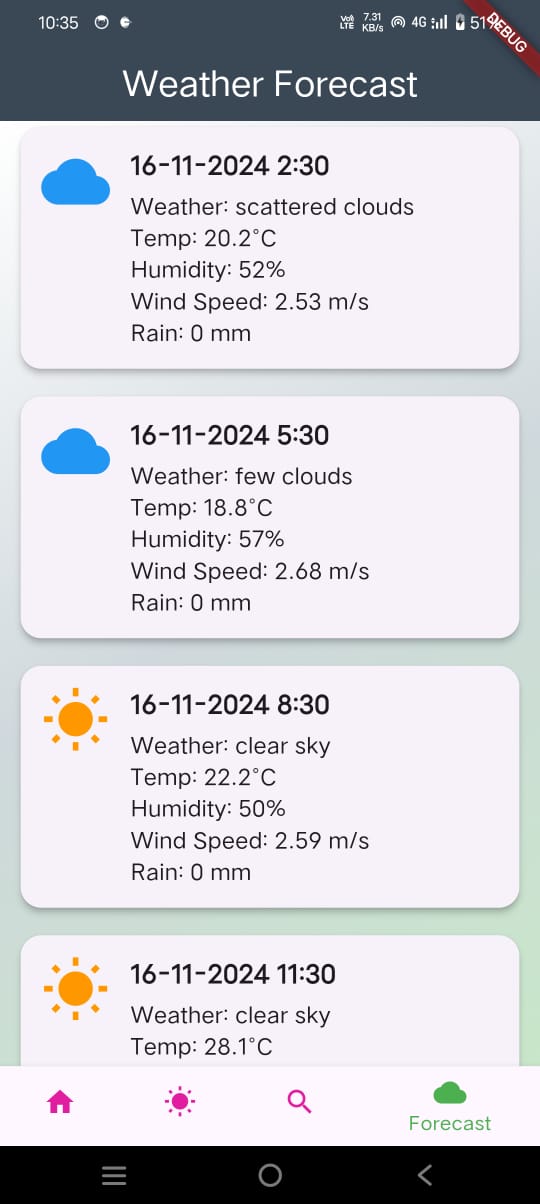 10:35 Vo) LTE 7.31 KB/s 4G 51%
DEBUG
Weather Forecast
16-11-2024 2:30
Weather: scattered clouds
Temp: 20.2°C
Humidity: 52%
Wind Speed: 2.53 m/s
Rain: 0 mm
16-11-2024 5:30
Weather: few clouds
Temp: 18.8°C
Humidity: 57%
Wind Speed: 2.68 m/s
Rain: 0 mm
16-11-2024 8:30
Weather: clear sky
Temp: 22.2°C
Humidity: 50%
Wind Speed: 2.59 m/s
Rain: 0 mm
16-11-2024 11:30
Weather: clear sky
Temp: 28.1°C
Forecast